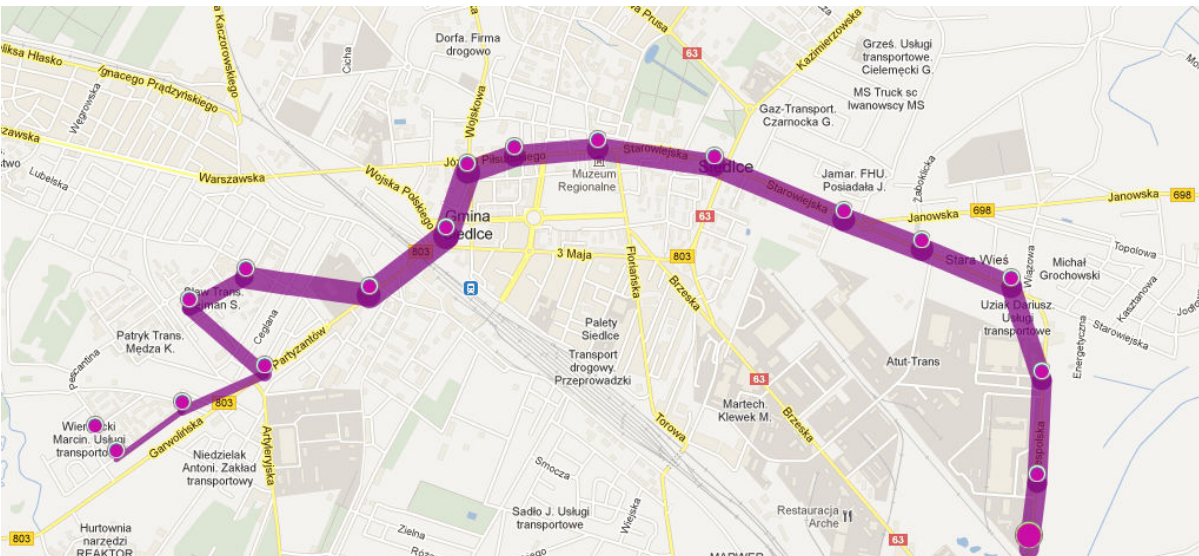 Prusa
Kaczorowskiego
Dorfa. Firma
drogowo
63
Kazimierzowska
Grześ. Usługi
transportowe.
Cielemęcki G.
Cicha
Ignacego Prądzyńskiego
Węgrowska
MS Truck sc
Iwanowscy MS
Gaz-Transport.
Czarnocka G.
Wojskowa
Lubelska
Warszawska
Wojska Polskiego
Starowiejska
Siedlce
Muzeum
Regionalne
Jamar. FHU.
Posiadała J.
Żaboklicka
Starowiejska
Janowska
698
Janowska
698
63
Gmina
803
3 Maja
803
Floriańska
Brzeska
Stara Wieś
Wiązowa
Topolowa
Michał
Grochowski
Kasztanowa
Uziak Dariusz.
Usługi
transportowe
Starowiejska
Energetyczna
Patryk Trans.
Mędza K.
Ceglana
Partyzantów
Palety
Siedlce
Transport
drogowy.
Przeprowadzki
Atut-Trans
63
Martech.
Klewek M.
Brzeska
Torowa
803
Garwolińska
Marcin. Usługi
Artyleryjska
Niedzielak
Antoni. Zakład
transportowy
Smocza
Wiejska
Sadło J. Usługi
transportowe
Zielna
Restauracja
Arche
63
803
Hurtownia
narzędzi
REAKTOR